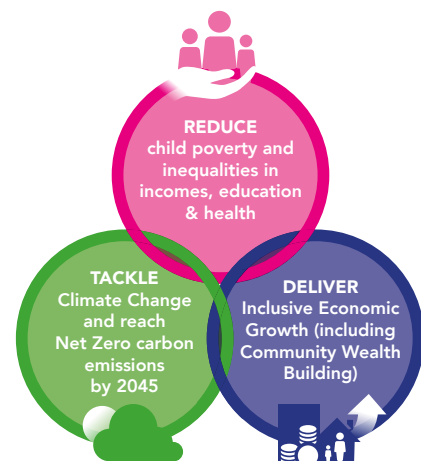 REDUCE
child poverty and
inequalities in
incomes, education
& health
TACKLE
Climate Change
and reach
Net Zero carbon
emissions
by 2045
DELIVER
Inclusive Economic
Growth (including
Community Wealth
Building)